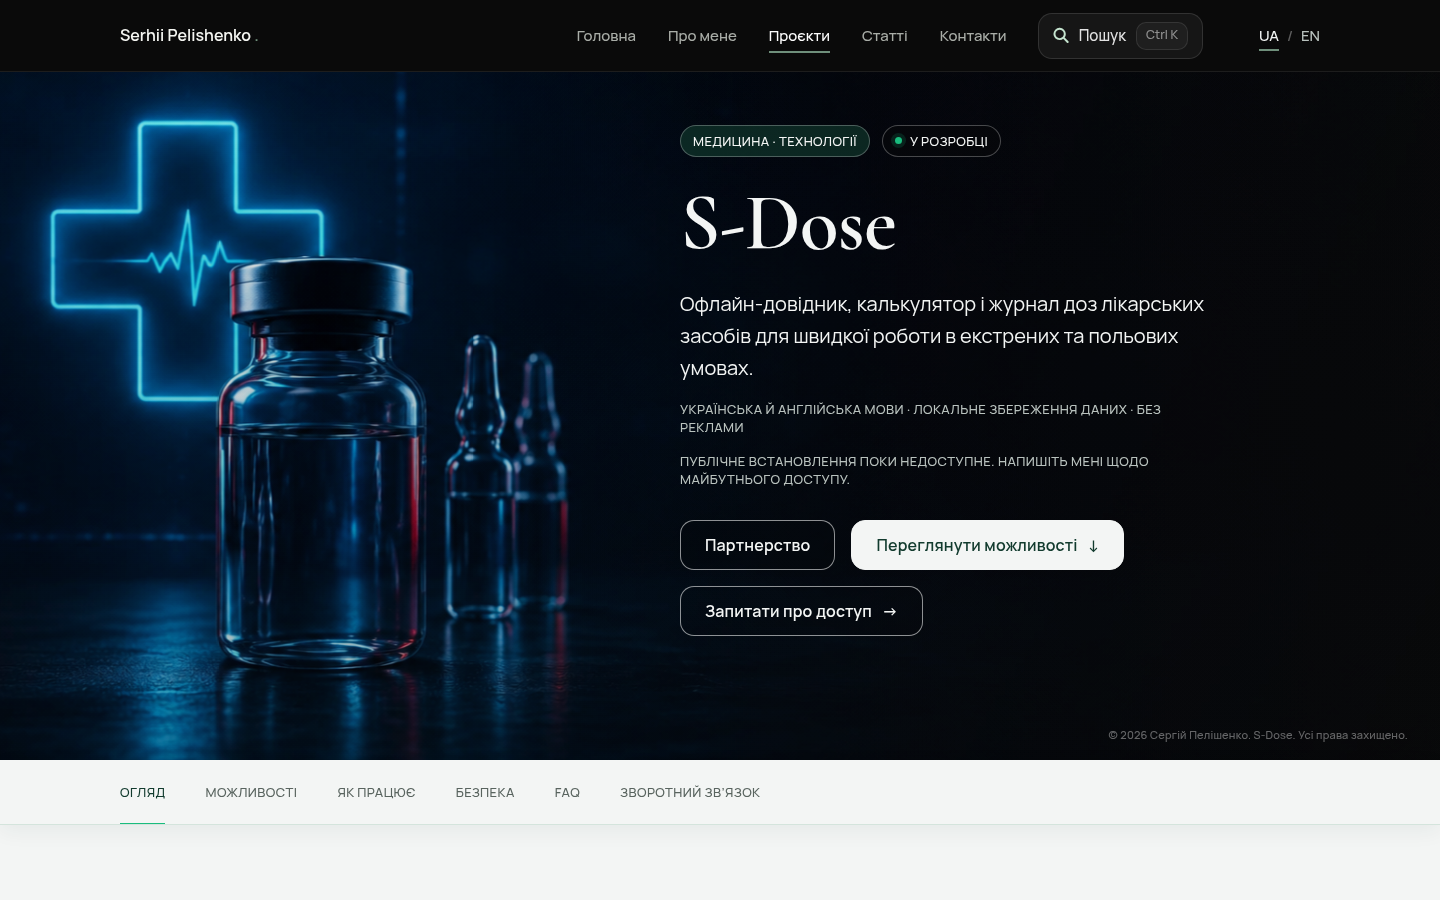 Serhii Pelishenko .
Головна
Про мене
Проєкти
Статті
Контакти
Пошук
Ctrl K
UA / EN
МЕДИЦИНА · ТЕХНОЛОГІЇ
У РОЗРОБЦІ
S-Dose
Офлайн-довідник, калькулятор і журнал доз лікарських
засобів для швидкої роботи в екстрених та польових
умовах.
УКРАЇНСЬКА Й АНГЛІЙСЬКА МОВИ · ЛОКАЛЬНЕ ЗБЕРЕЖЕННЯ ДАНИХ · БЕЗ
РЕКЛАМИ
ПУБЛІЧНЕ ВСТАНОВЛЕННЯ ПОКИ НЕДОСТУПНЕ. НАПИШІТЬ МЕНІ ЩОДО
МАЙБУТНЬОГО ДОСТУПУ.
Партнерство
Переглянути можливості ↓
Запитати про доступ →
© 2026 Сергій Пелішенко. S-Dose. Усі права захищено.
ОГЛЯД
МОЖЛИВОСТІ
ЯК ПРАЦЮЄ
БЕЗПЕКА
FAQ
ЗВОРОТНИЙ ЗВ'ЯЗОК